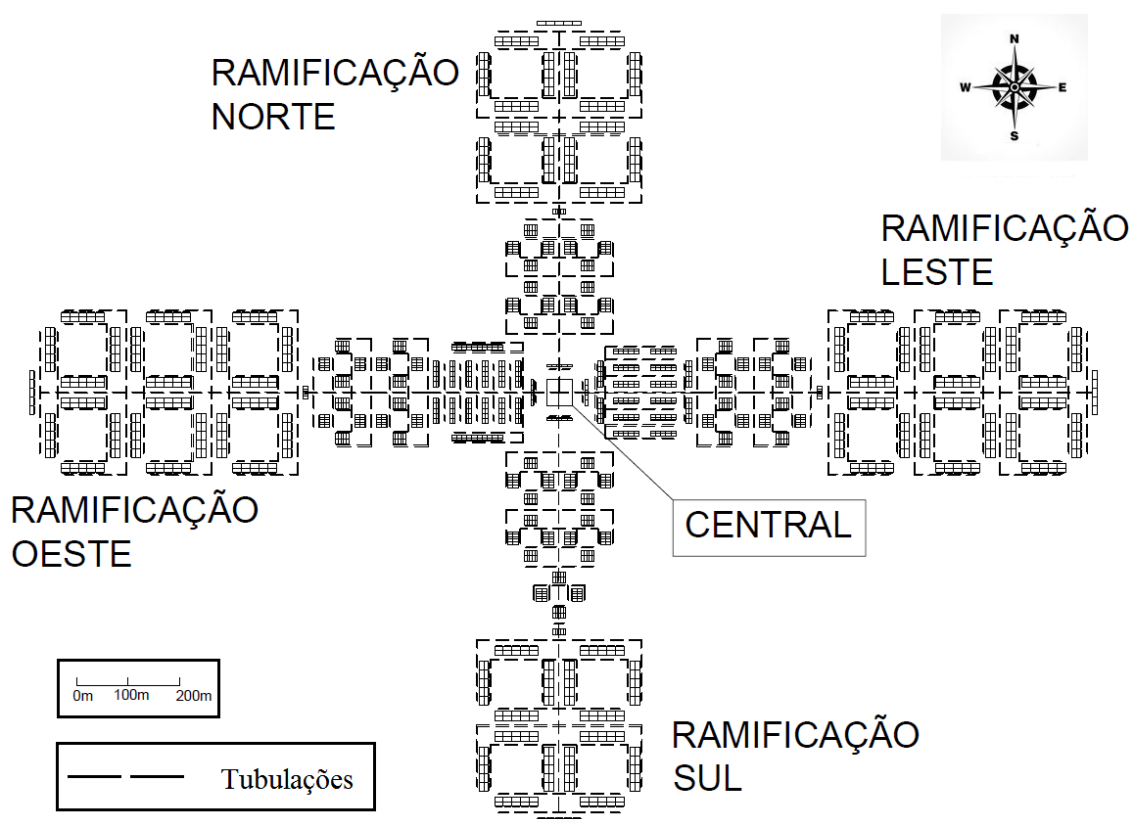 RAMIFICAÇÃO
NORTE
N
W
E
S
RAMIFICAÇÃO
LESTE
RAMIFICAÇÃO
OESTE
CENTRAL
0m 100m 200m
RAMIFICAÇÃO
SUL
Tubulações